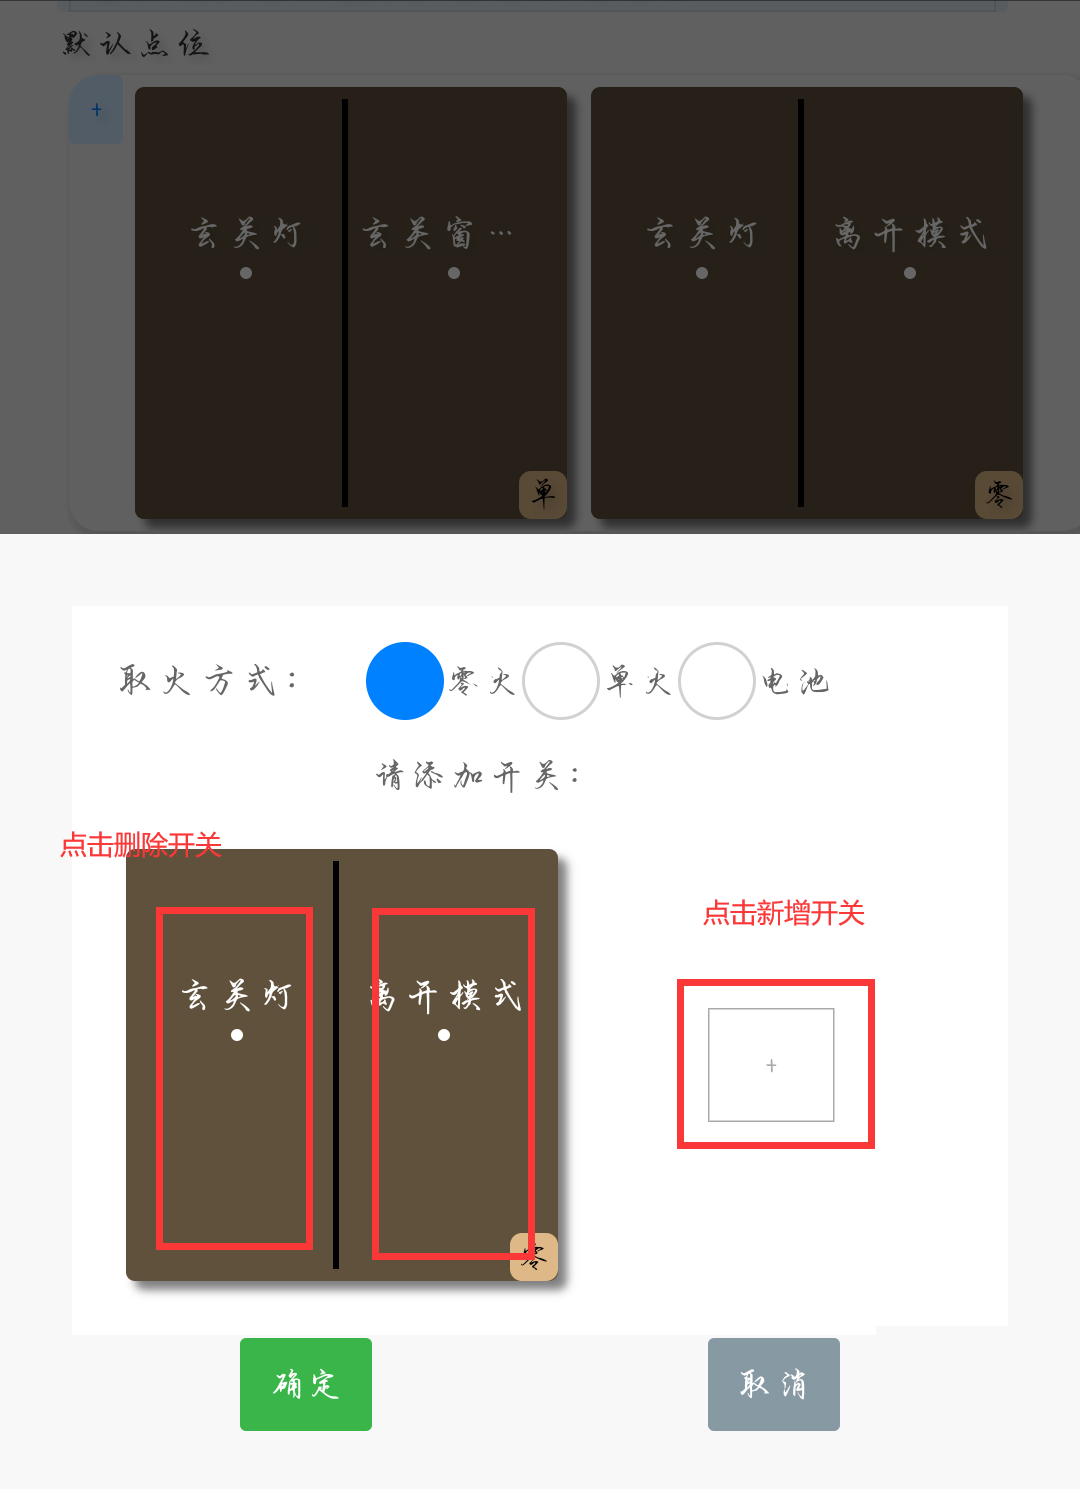 默认点位
+
玄关灯 玄关窗… 玄关灯 离开模式
单 零
取火方式： 零火 单火 电池
请添加开关：
点击删除开关
点击新增开关
玄关灯 离开模式
+
零
确定 取消